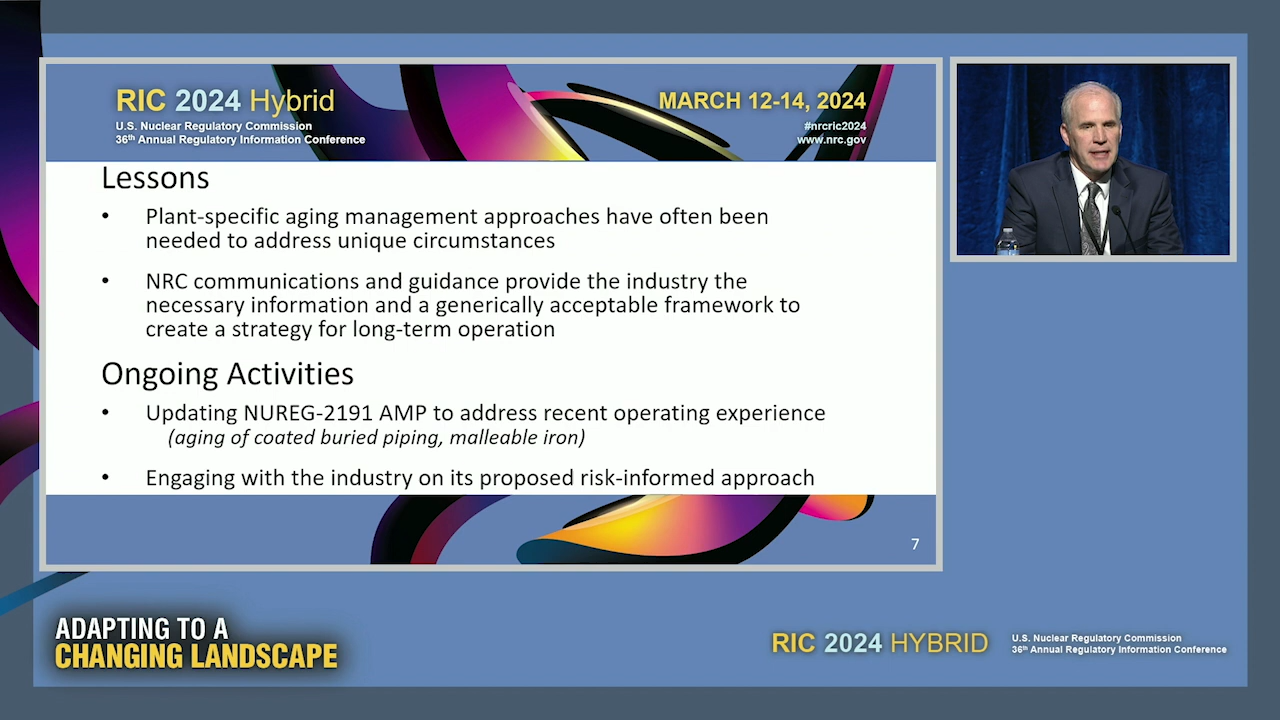 RIC 2024 Hybrid
U.S. Nuclear Regulatory Commission
36th Annual Regulatory Information Conference
MARCH 12-14, 2024
#nrcric2024
www.nrc.gov
Lessons
• Plant-specific aging management approaches have often been
needed to address unique circumstances
• NRC communications and guidance provide the industry the
necessary information and a generically acceptable framework to
create a strategy for long-term operation
Ongoing Activities
• Updating NUREG-2191 AMP to address recent operating experience
(aging of coated buried piping, malleable iron)
• Engaging with the industry on its proposed risk-informed approach
7
ADAPTING TO A
CHANGING LANDSCAPE
RIC 2024 HYBRID
U.S. Nuclear Regulatory Commission
36th Annual Regulatory Information Conference